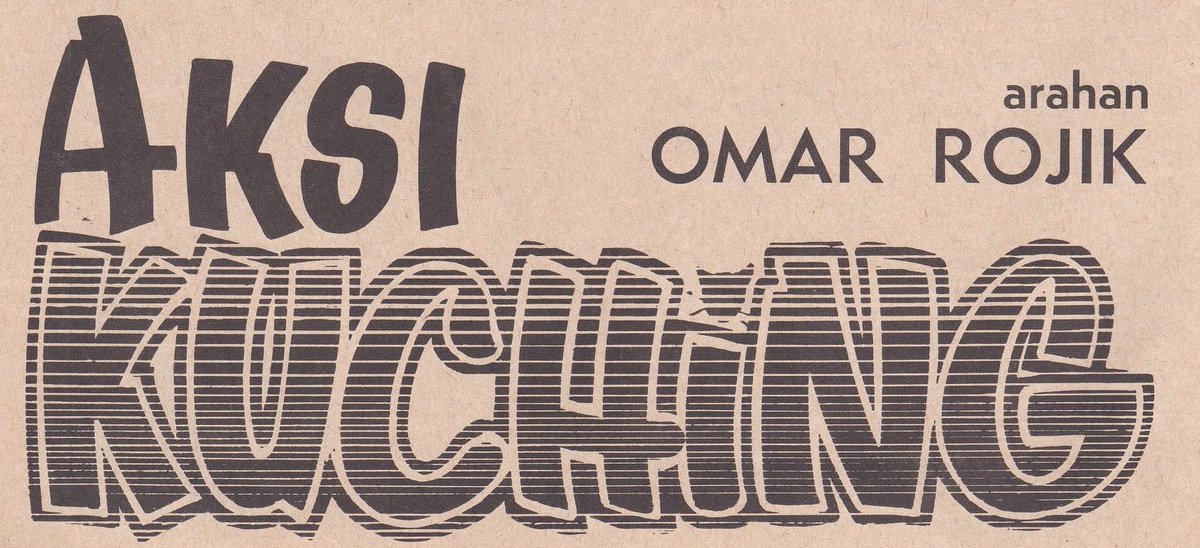 AKSI
arahan
OMAR ROJIK
KUCHiNG